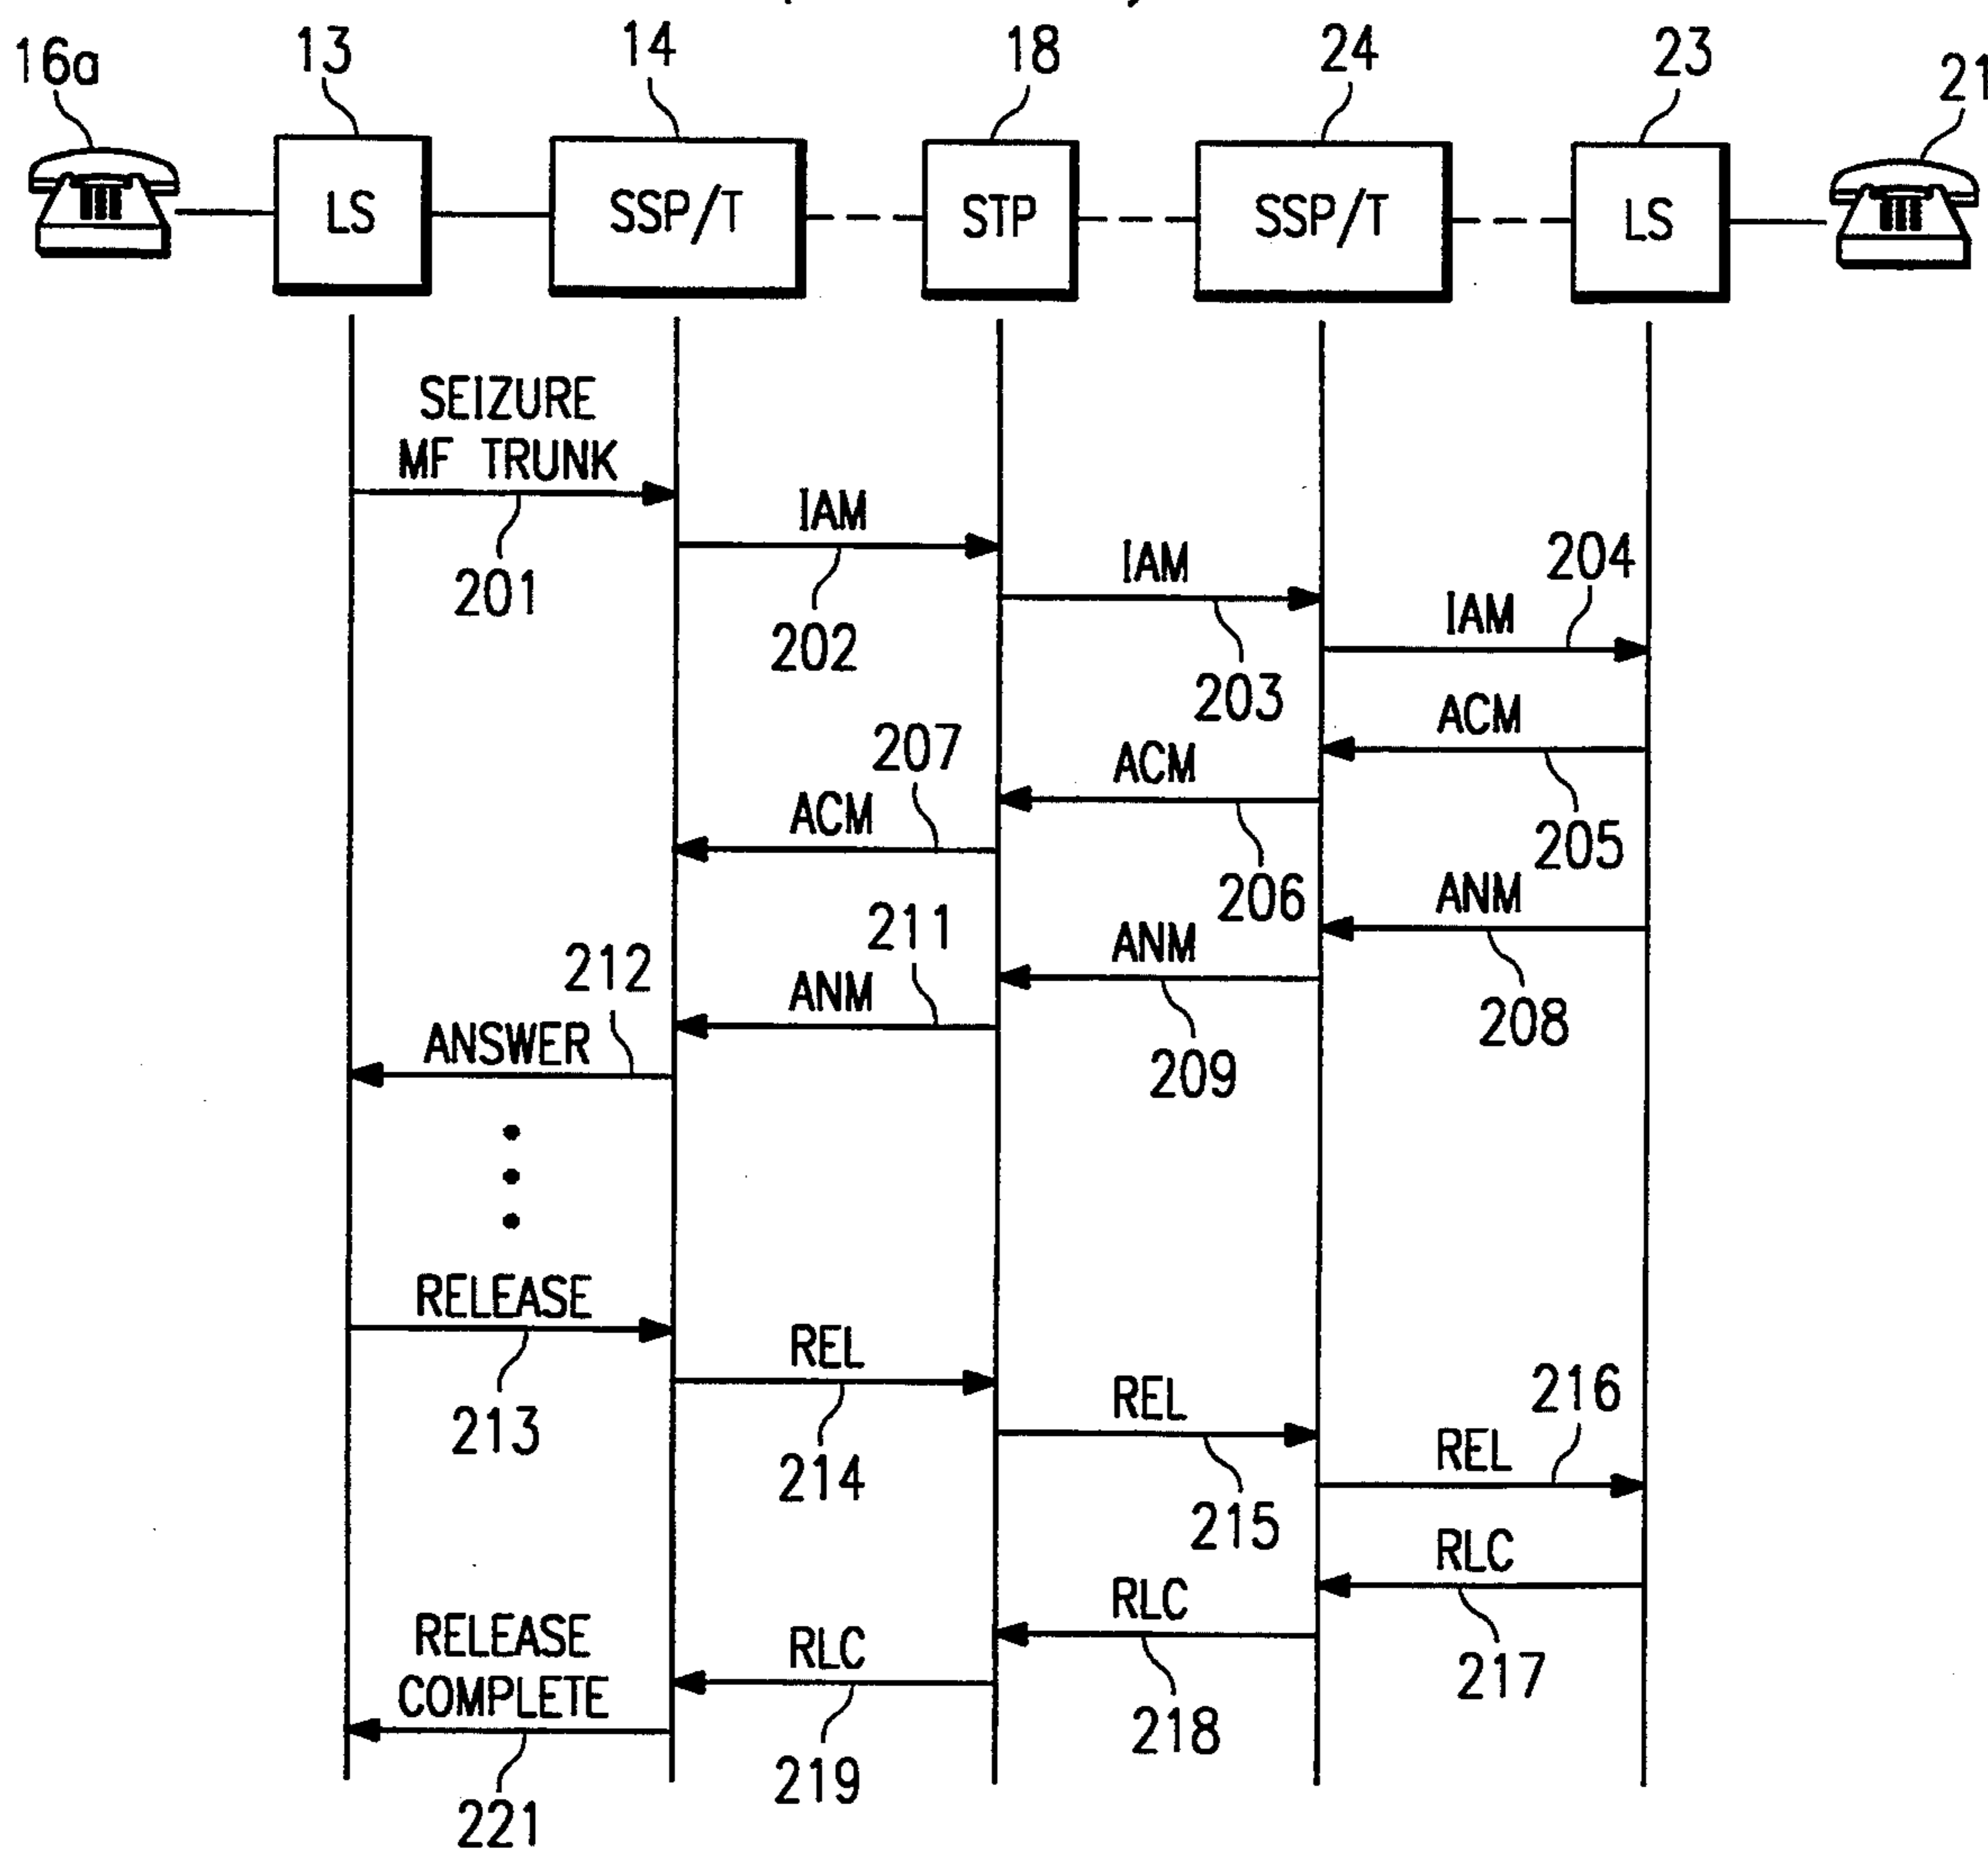 16a 13 14 18 24 23 21
LS SSP/T STP SSP/T LS
SEIZURE
MF TRUNK
201
IAM
202
IAM
203
204
IAM
ACM
205
ACM
206
207
ACM
ANM
208
ANM
209
211
ANM
212
ANSWER
RELEASE
213
REL
214
REL
215
216
REL
RLC
217
RLC
218
RLC
219
RELEASE
COMPLETE
221